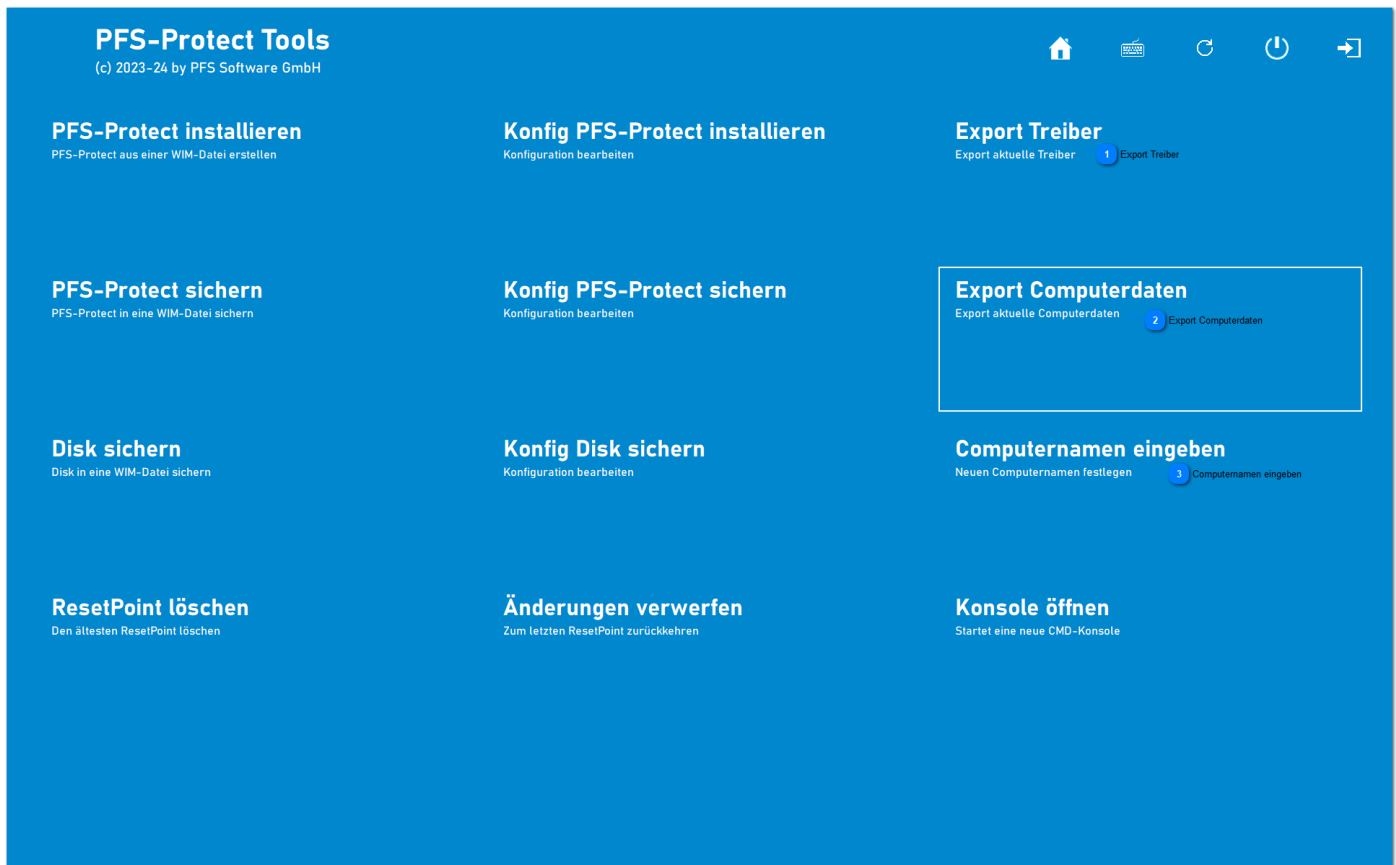 PFS-Protect Tools
(c) 2023-24 by PFS Software GmbH
PFS-Protect installieren
PFS-Protect aus einer WIM-Datei erstellen
Konfig PFS-Protect installieren
Konfiguration bearbeiten
Export Treiber
Export aktuelle Treiber
1 Export Treiber
PFS-Protect sichern
PFS-Protect in eine WIM-Datei sichern
Konfig PFS-Protect sichern
Konfiguration bearbeiten
Export Computerdaten
Export aktuelle Computerdaten
2 Export Computerdaten
Disk sichern
Disk in eine WIM-Datei sichern
Konfig Disk sichern
Konfiguration bearbeiten
Computernamen eingeben
Neuen Computernamen festlegen
3 Computernamen eingeben
ResetPoint löschen
Den ältesten ResetPoint löschen
Änderungen verwerfen
Zum letzten ResetPoint zurückkehren
Konsole öffnen
Startet eine neue CMD-Konsole